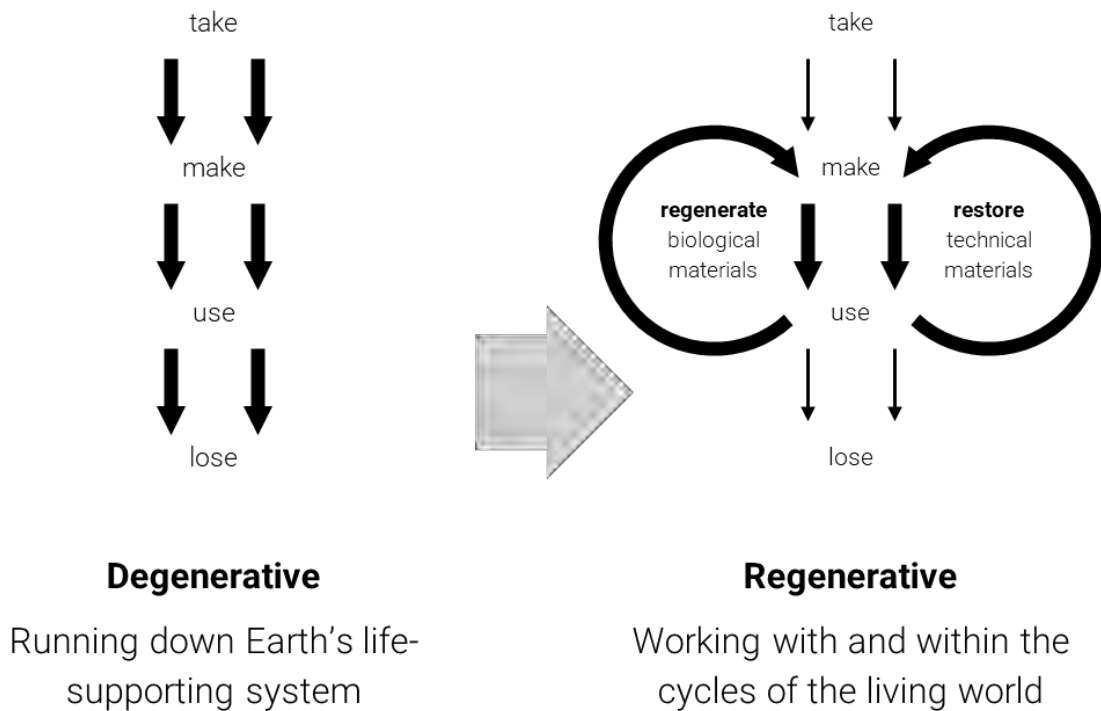 take
make
use
lose
Degenerative
Running down Earth’s life-
supporting system
take
make
regenerate
biological
materials
restore
technical
materials
use
lose
Regenerative
Working with and within the
cycles of the living world